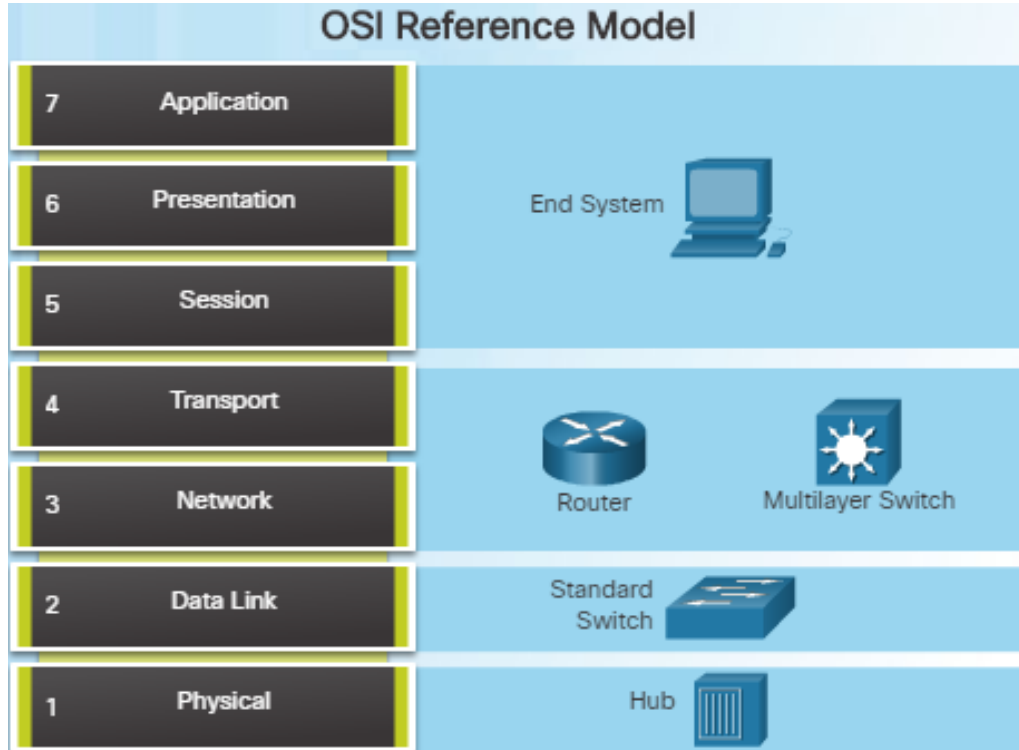 OSI Reference Model
7 Application
6 Presentation
End System
5 Session
4 Transport
3 Network
Router
Multilayer Switch
2 Data Link
Standard
Switch
1 Physical
Hub